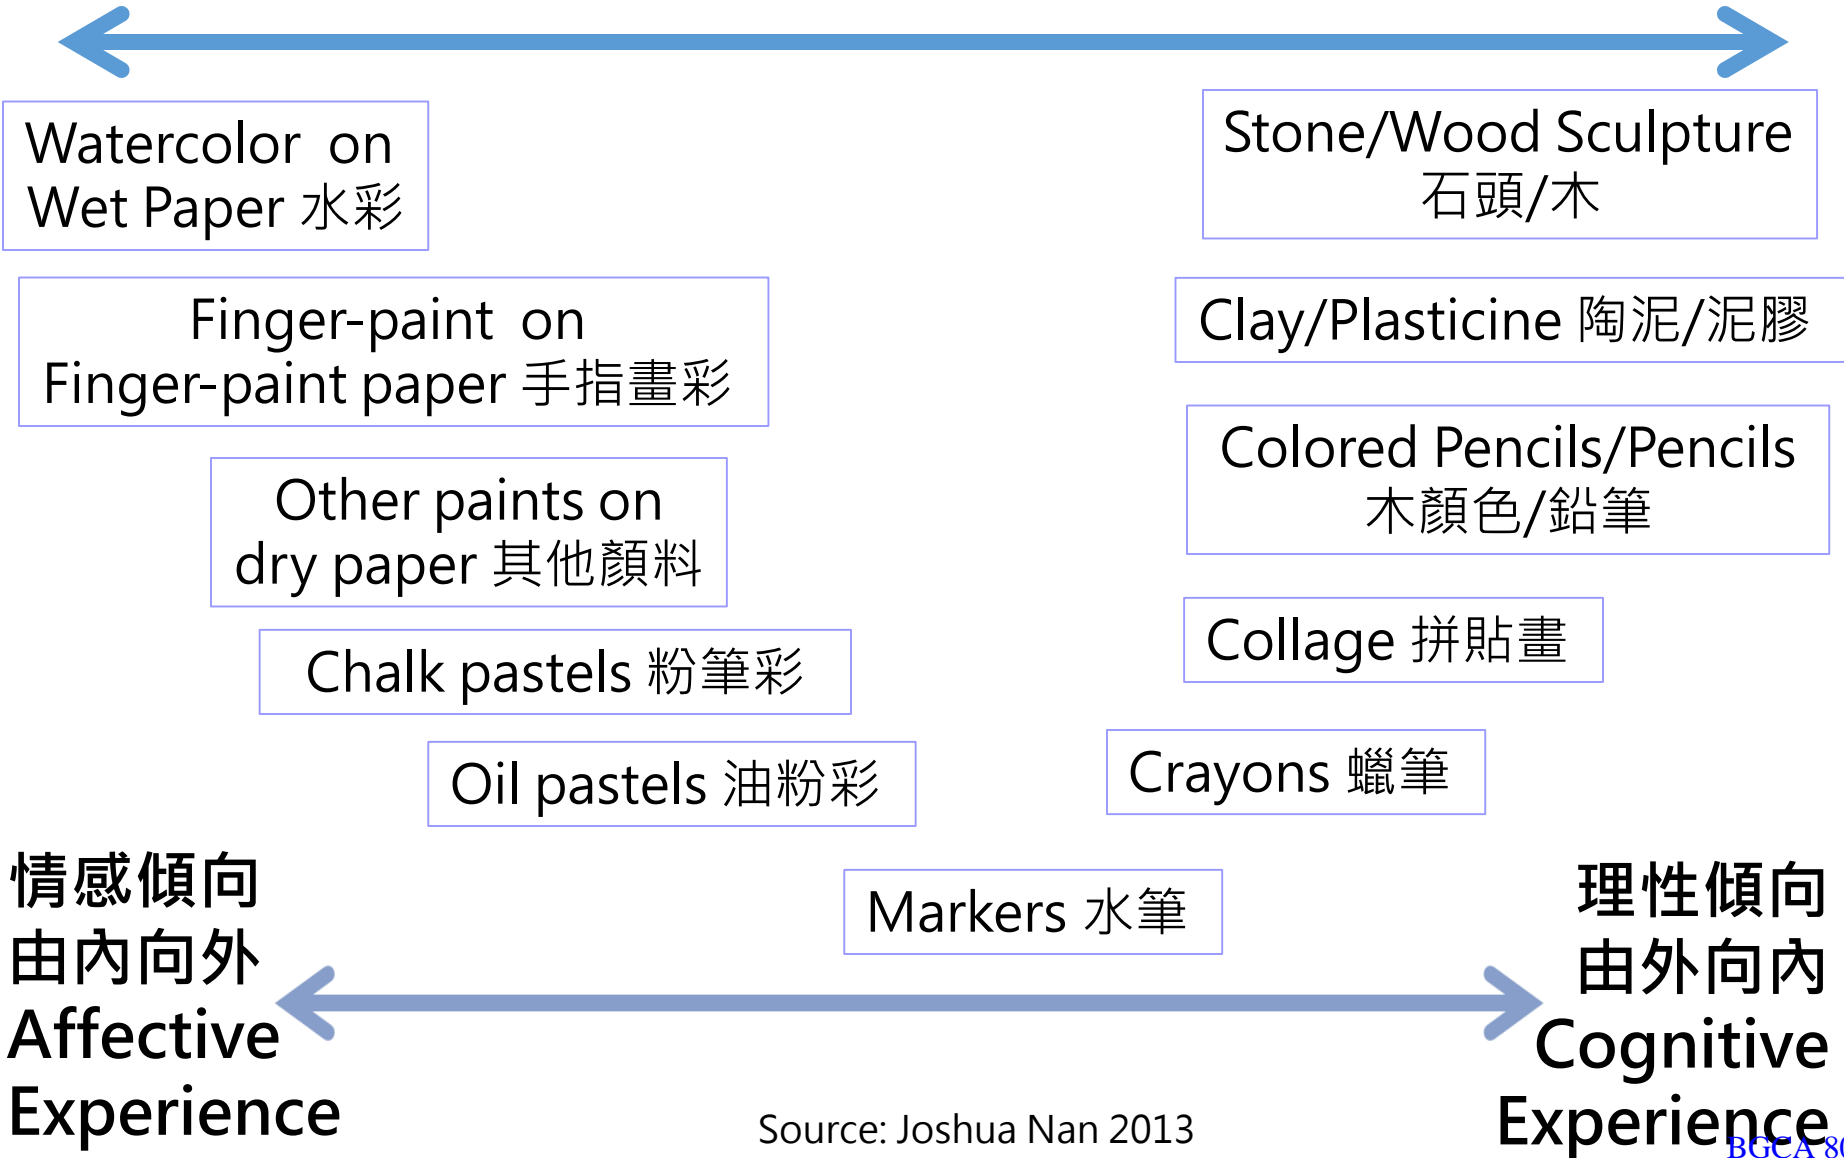 Watercolor on
Wet Paper 水彩
Finger-paint on
Finger-paint paper 手指畫彩
Other paints on
dry paper 其他顏料
Chalk pastels 粉筆彩
Oil pastels 油粉彩
Markers 水筆
Stone/Wood Sculpture
石頭/木
Clay/Plasticine 陶泥/泥膠
Colored Pencils/Pencils
木顏色/鉛筆
Collage 拼貼畫
Crayons 蠟筆
情感傾向
由內向外
Affective
Experience
理性傾向
由外向內
Cognitive
Experience
Source: Joshua Nan 2013
BGCA